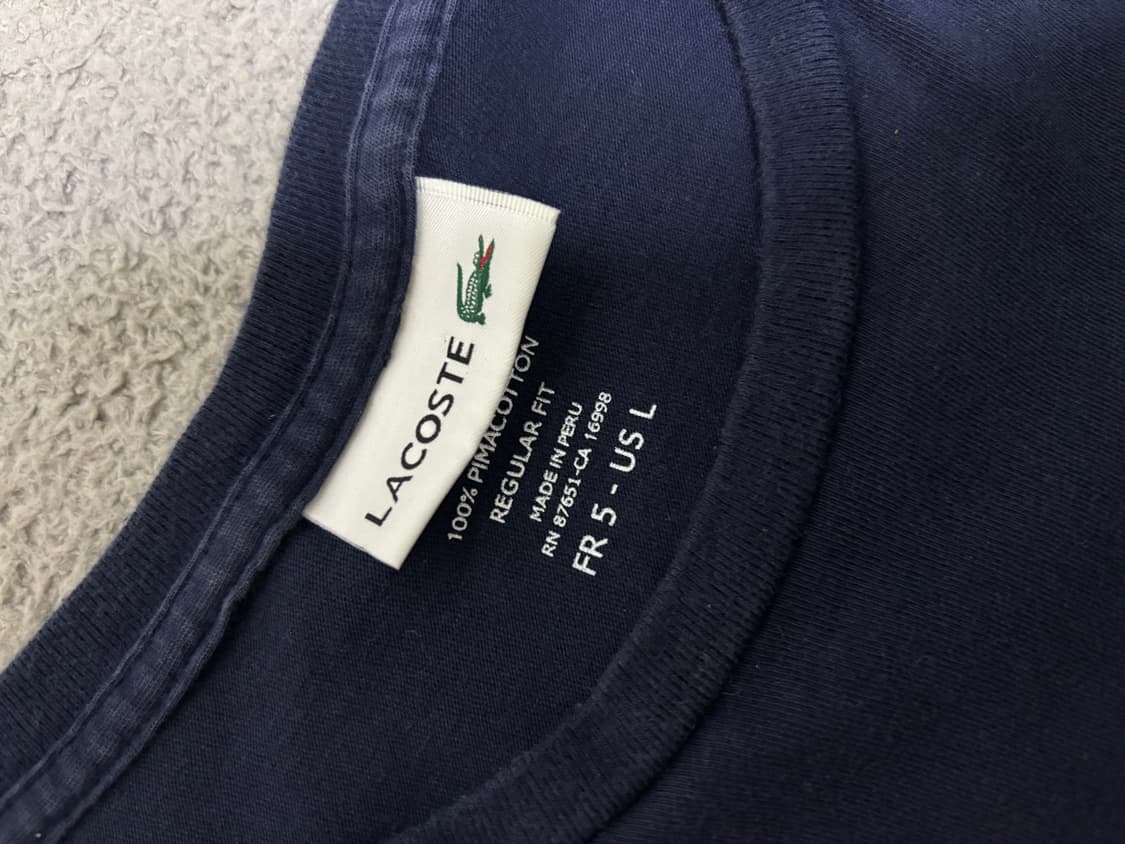 LACOSTE
100% PIMACOTTON
REGULAR FIT
MADE IN PERU
RN 87651-CA 16998
FR 5 - US L